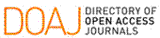 DOAJ DIRECTORY OF
OPEN ACCESS
JOURNALS